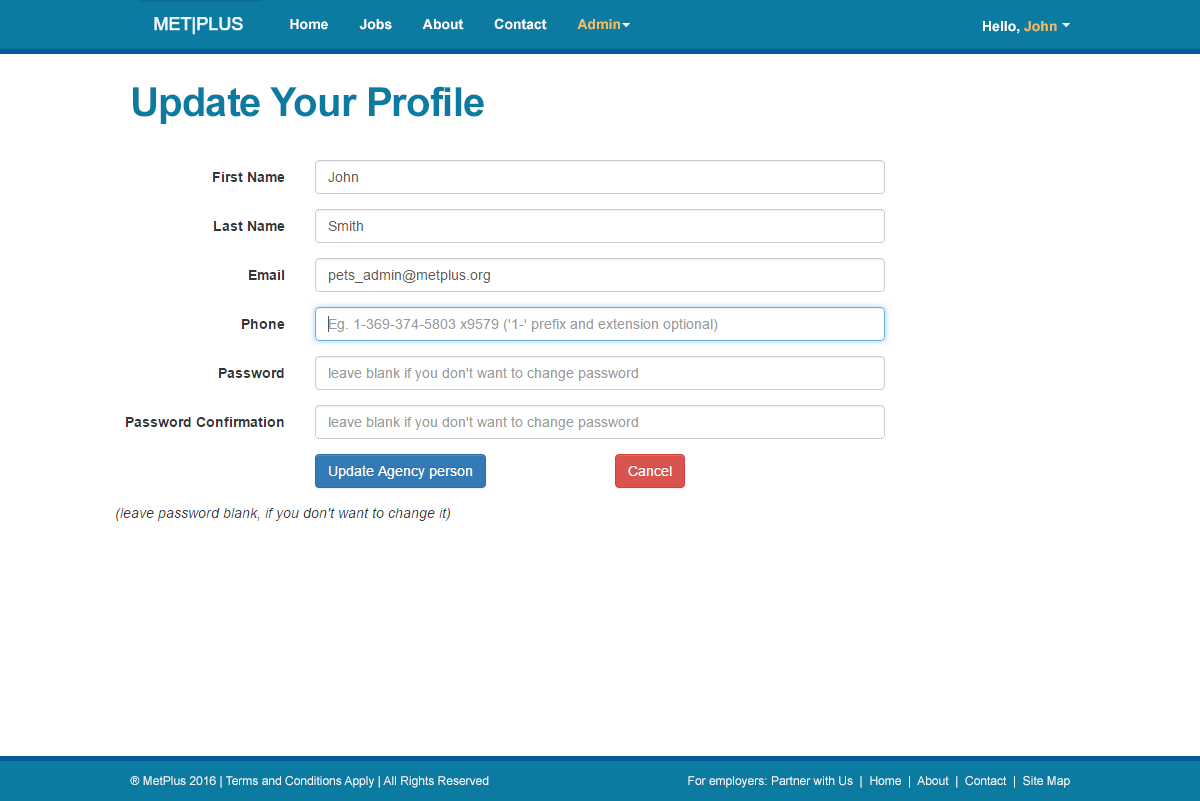 MET|PLUS Home Jobs About Contact Admin Hello, John
Update Your Profile
First Name John
Last Name Smith
Email pets_admin@metplus.org
Phone Eg. 1-369-374-5803 x9579 ('1-' prefix and extension optional)
Password leave blank if you don't want to change password
Password Confirmation leave blank if you don't want to change password
Update Agency person Cancel
(leave password blank, if you don't want to change it)
® MetPlus 2016 | Terms and Conditions Apply | All Rights Reserved For employers: Partner with Us | Home | About | Contact | Site Map